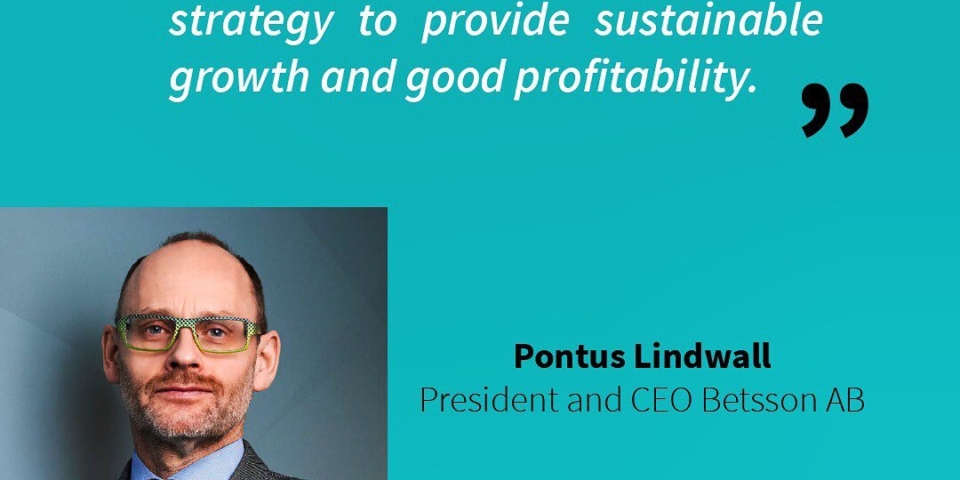 strategy to provide sustainable
growth and good profitability.
”
Pontus Lindwall
President and CEO Betsson AB